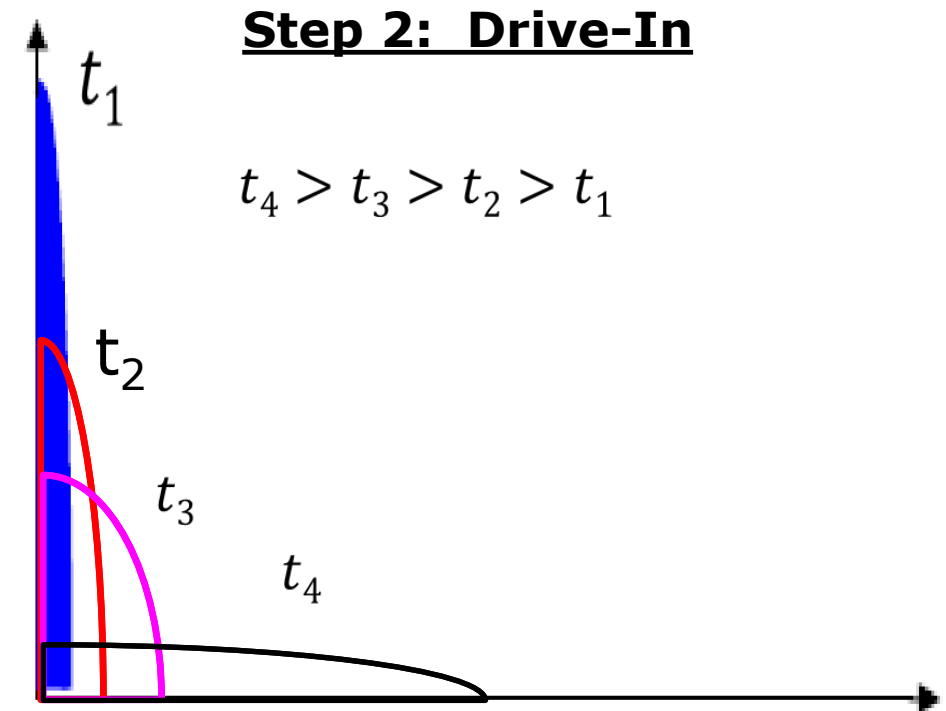 Step 2:  Drive-In
t₁
t₄ > t₃ > t₂ > t₁
t₂
t₃
t₄